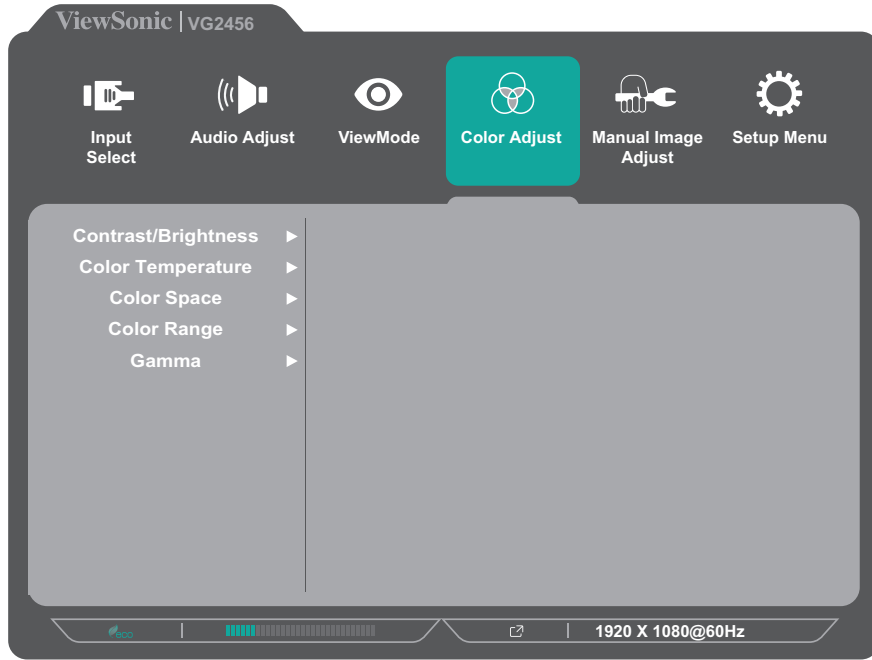 ViewSonic | VG2456
Input Select
Audio Adjust
ViewMode
Color Adjust
Manual Image Adjust
Setup Menu
Contrast/Brightness
Color Temperature
Color Space
Color Range
Gamma
eco
1920 X 1080@60Hz